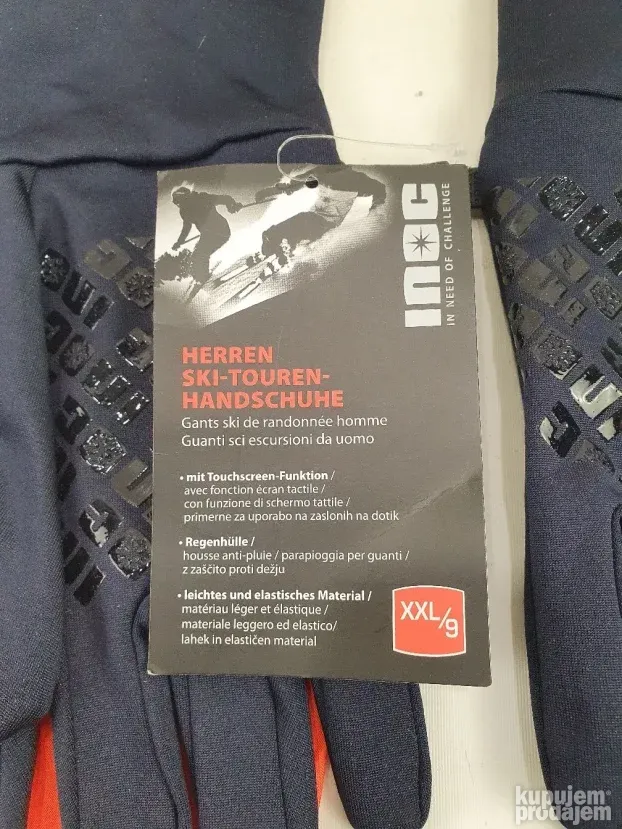 INOC
IN NEED OF CHALLENGE
HERREN
SKI-TOUREN-
HANDSCHUHE
Gants ski de randonnée homme
Guanti sci escursioni da uomo
• mit Touchscreen-Funktion /
avec fonction écran tactile /
con funzione di schermo tattile /
primerne za uporabo na zaslonih na dotik
• Regenhülle /
housse anti-pluie / parapioggia per guanti /
z zaščito proti dežju
• leichtes und elastisches Material /
matériau léger et élastique /
materiale leggero ed elastico/
lahek in elastičen material
XXL/9
kupujem
prodajem